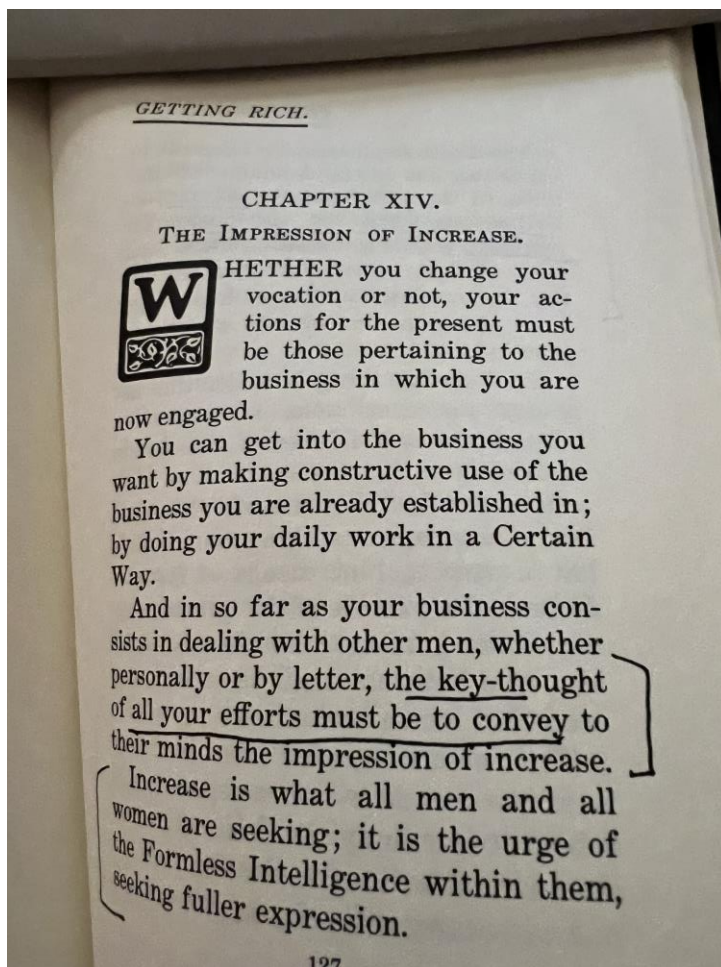 GETTING RICH.
CHAPTER XIV.
THE IMPRESSION OF INCREASE.
WHETHER you change your
vocation or not, your ac-
tions for the present must
be those pertaining to the
business in which you are
now engaged.
You can get into the business you
want by making constructive use of the
business you are already established in;
by doing your daily work in a Certain
Way.
And in so far as your business con-
sists in dealing with other men, whether
personally or by letter, the key-thought
of all your efforts must be to convey to
their minds the impression of increase.
Increase is what all men and all
women are seeking; it is the urge of
the Formless Intelligence within them,
seeking fuller expression.
127